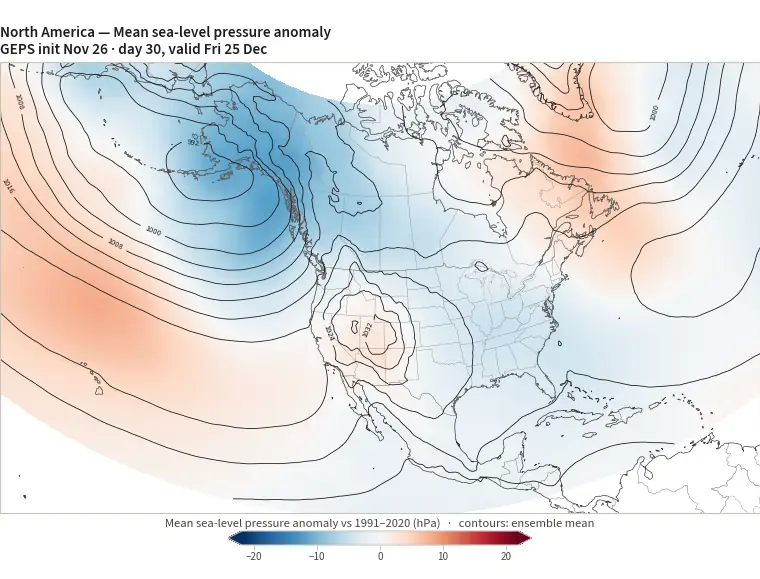 North America — Mean sea-level pressure anomaly
GEPS init Nov 26 · day 30, valid Fri 25 Dec
1008
1000
992
1016
1000
1008
1024
1032
Mean sea-level pressure anomaly vs 1991–2020 (hPa) · contours: ensemble mean
−20 −10 0 10 20